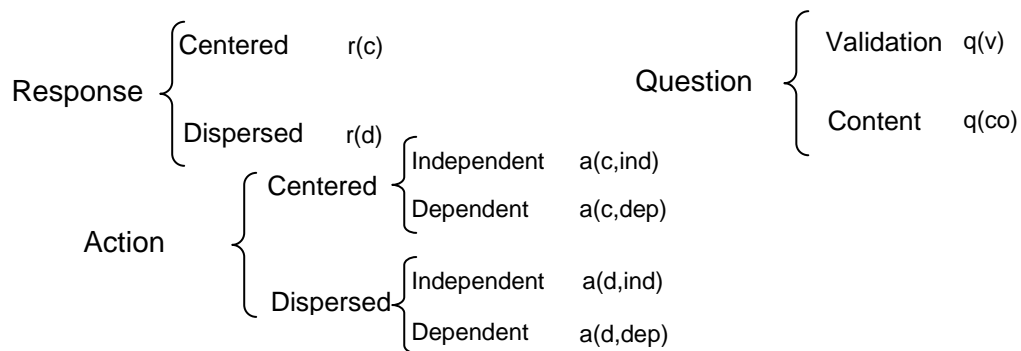 Response
Centered r(c)
Dispersed r(d)
Question
Validation q(v)
Content q(co)
Action
Centered
Independent a(c,ind)
Dependent a(c,dep)
Dispersed
Independent a(d,ind)
Dependent a(d,dep)